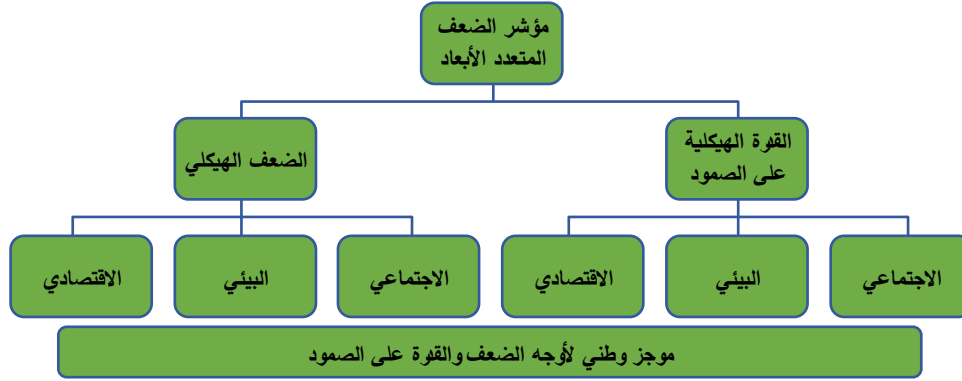 مؤشر الضعف
المتعدد الأبعاد
القوة الهيكلية
على الصمود
الضعف الهيكلي
الاجتماعي
البيئي
الاقتصادي
الاجتماعي
البيئي
الاقتصادي
موجز وطني لأوجه الضعف والقوة على الصمود